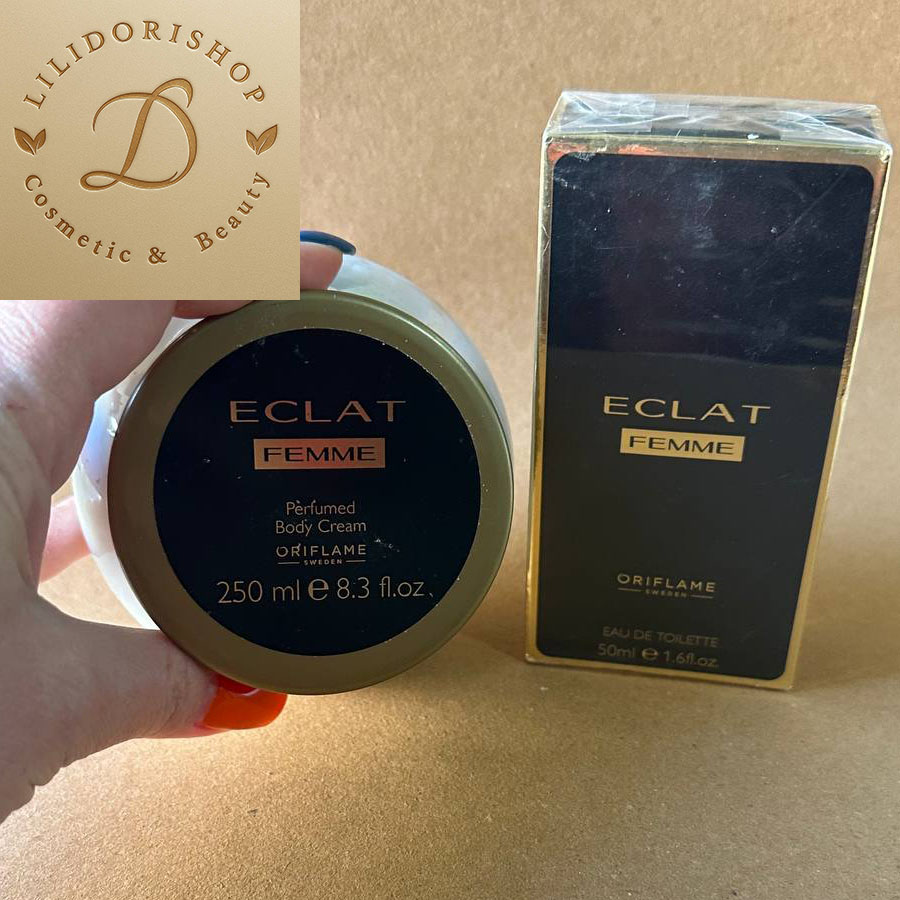 LILIDORISHOP
D
Cosmetic & Beauty
ECLAT
FEMME
Perfumed
Body Cream
ORIFLAME
SWEDEN
250 ml e 8.3 fl.oz.
ECLAT
FEMME
ORIFLAME
SWEDEN
EAU DE TOILETTE
50ml e 1.6fl.oz.